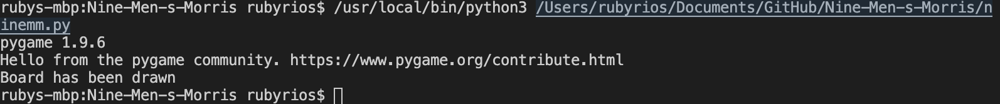 rubys-mbp:Nine-Men-s-Morris rubyrios$ /usr/local/bin/python3 /Users/rubyrios/Documents/GitHub/Nine-Men-s-Morris/n
inemm.py
pygame 1.9.6
Hello from the pygame community. https://www.pygame.org/contribute.html
Board has been drawn
rubys-mbp:Nine-Men-s-Morris rubyrios$